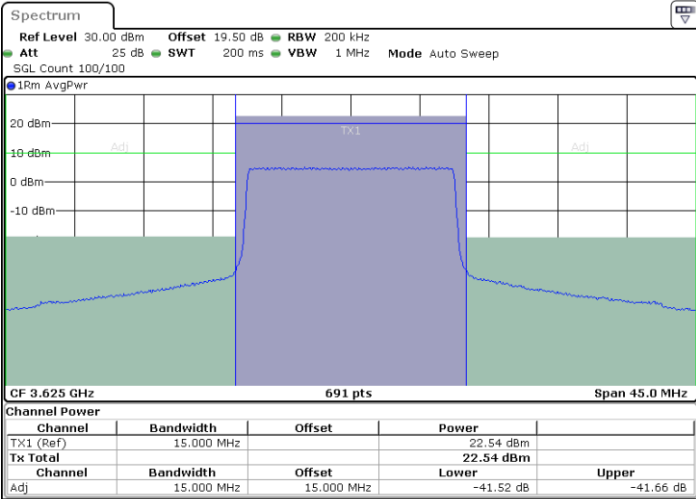 Spectrum
Ref Level 30.00 dBm Offset 19.50 dB RBW 200 kHz
Att 25 dB SWT 200 ms VBW 1 MHz Mode Auto Sweep
SGL Count 100/100
1Rm AvgPwr
20 dBm
TX1
10 dBm
Adj
Adj
0 dBm
-10 dBm
CF 3.625 GHz 691 pts Span 45.0 MHz
Channel Power
Channel Bandwidth Offset Power
TX1 (Ref) 15.000 MHz 22.54 dBm
Tx Total 22.54 dBm
Channel Bandwidth Offset Lower Upper
Adj 15.000 MHz 15.000 MHz -41.52 dB -41.66 dB